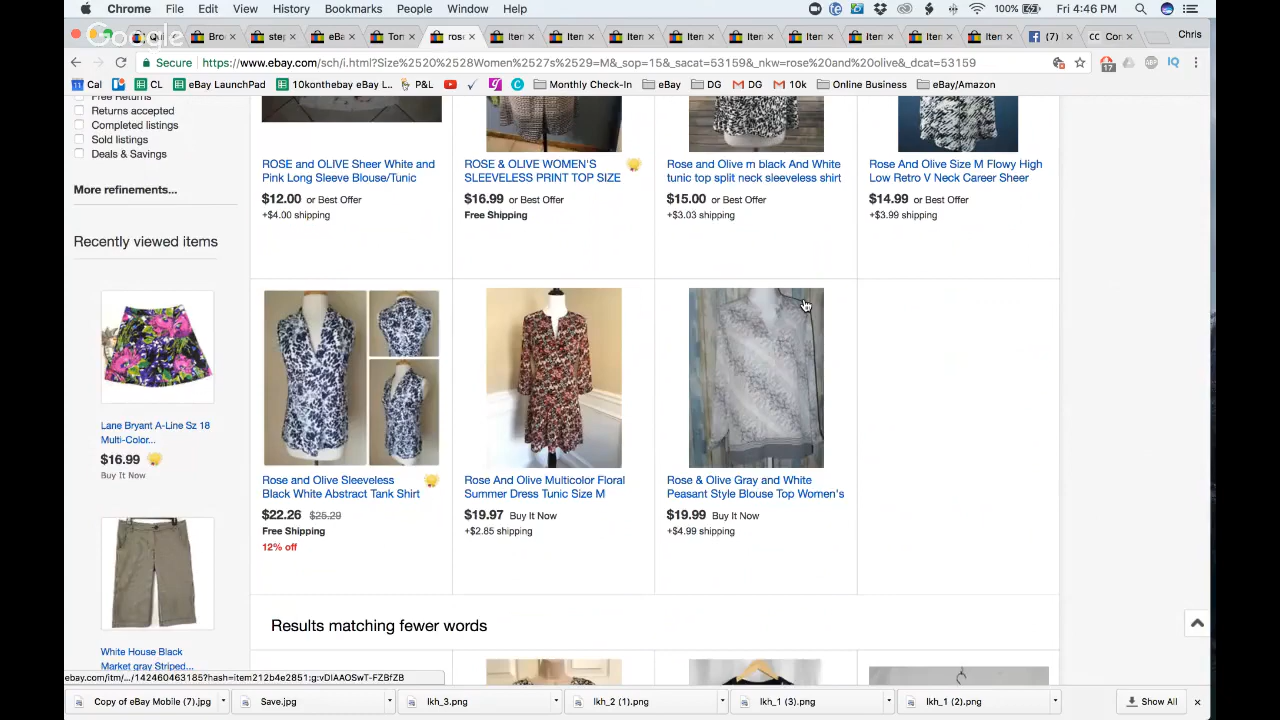 Chrome File Edit View History Bookmarks People Window Help
100%
Fri 4:46 PM
Google
Bro
step
eBa
Tor
rose
Item
Item
Item
Item
Item
Item
Item
Item
Item
(7)
CC Cor
Chris
Secure https://www.ebay.com/sch/i.html?Size%2520%2528Women%2527s%2529=M&_sop=15&_sacat=53159&_nkw=rose%20and%20olive&_dcat=53159
17
ABP
IQ
Cal
CL
eBay LaunchPad
10konthebay eBay L...
P&L
Monthly Check-In
eBay
DG
DG
10k
Online Business
eBay/Amazon
Free Returns
Returns accepted
Completed listings
Sold listings
Deals & Savings
More refinements...
Recently viewed items
Lane Bryant A-Line Sz 18
Multi-Color...
$16.99
Buy It Now
White House Black
Market gray Striped...
ROSE and OLIVE Sheer White and
Pink Long Sleeve Blouse/Tunic
$12.00 or Best Offer
+$4.00 shipping
ROSE & OLIVE WOMEN'S
SLEEVELESS PRINT TOP SIZE
$16.99 or Best Offer
Free Shipping
Rose and Olive m black And White
tunic top split neck sleeveless shirt
$15.00 or Best Offer
+$3.03 shipping
Rose And Olive Size M Flowy High
Low Retro V Neck Career Sheer
$14.99 or Best Offer
+$3.99 shipping
Rose and Olive Sleeveless
Black White Abstract Tank Shirt
$22.26 $25.29
Free Shipping
12% off
Rose And Olive Multicolor Floral
Summer Dress Tunic Size M
$19.97 Buy It Now
+$2.85 shipping
Rose & Olive Gray and White
Peasant Style Blouse Top Women's
$19.99 Buy It Now
+$4.99 shipping
Results matching fewer words
ebay.com/itm/.../142460463185?hash=item212b4e2851:g:vDIAAOSwT-FZBfZB
Copy of eBay Mobile (7).jpg
Save.jpg
lkh_3.png
lkh_2 (1).png
lkh_1 (3).png
lkh_1 (2).png
Show All